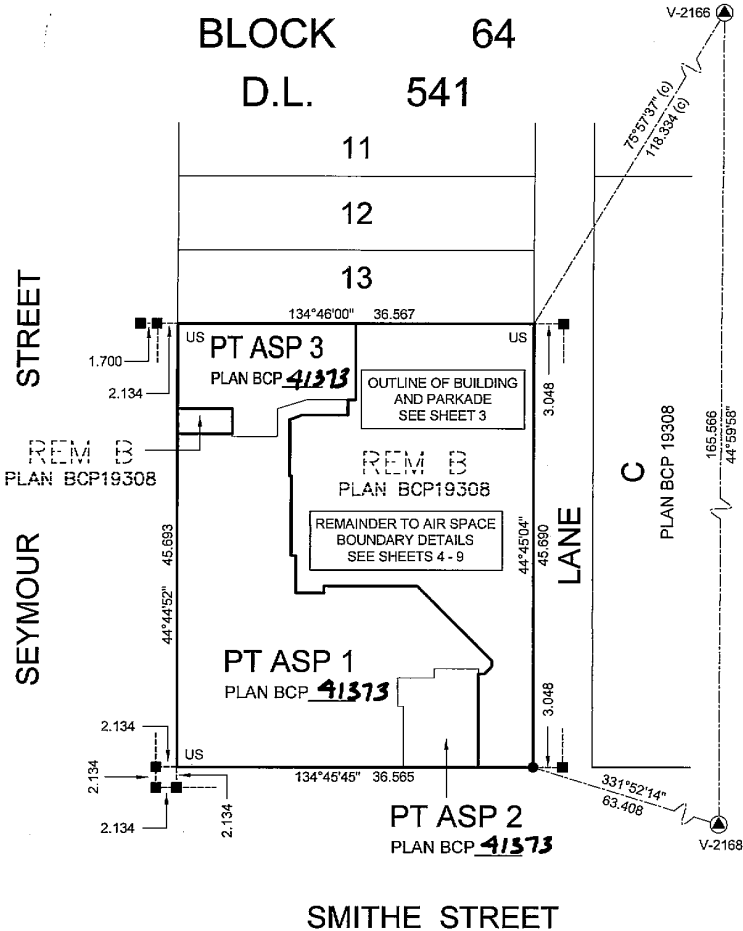 BLOCK 64
D.L. 541
V-2166
75°57'37" (c)
118.334 (c)
11
12
13
134°46'00" 36.567
STREET
US
US
PT ASP 3
PLAN BCP 41373
1.700
2.134
3.048
OUTLINE OF BUILDING
AND PARKADE
SEE SHEET 3
REM B
PLAN BCP19308
REM B
PLAN BCP19308
C
PLAN BCP 19308
165.566
44°59'58"
REMAINDER TO AIR SPACE
BOUNDARY DETAILS
SEE SHEETS 4 - 9
SEYMOUR
45.693
44°44'52"
44°45'04"
45.690
LANE
PT ASP 1
PLAN BCP 41373
3.048
2.134
US
2.134
2.134
2.134
134°45'45" 36.565
331°52'14"
63.408
PT ASP 2
PLAN BCP 41373
V-2168
SMITHE STREET